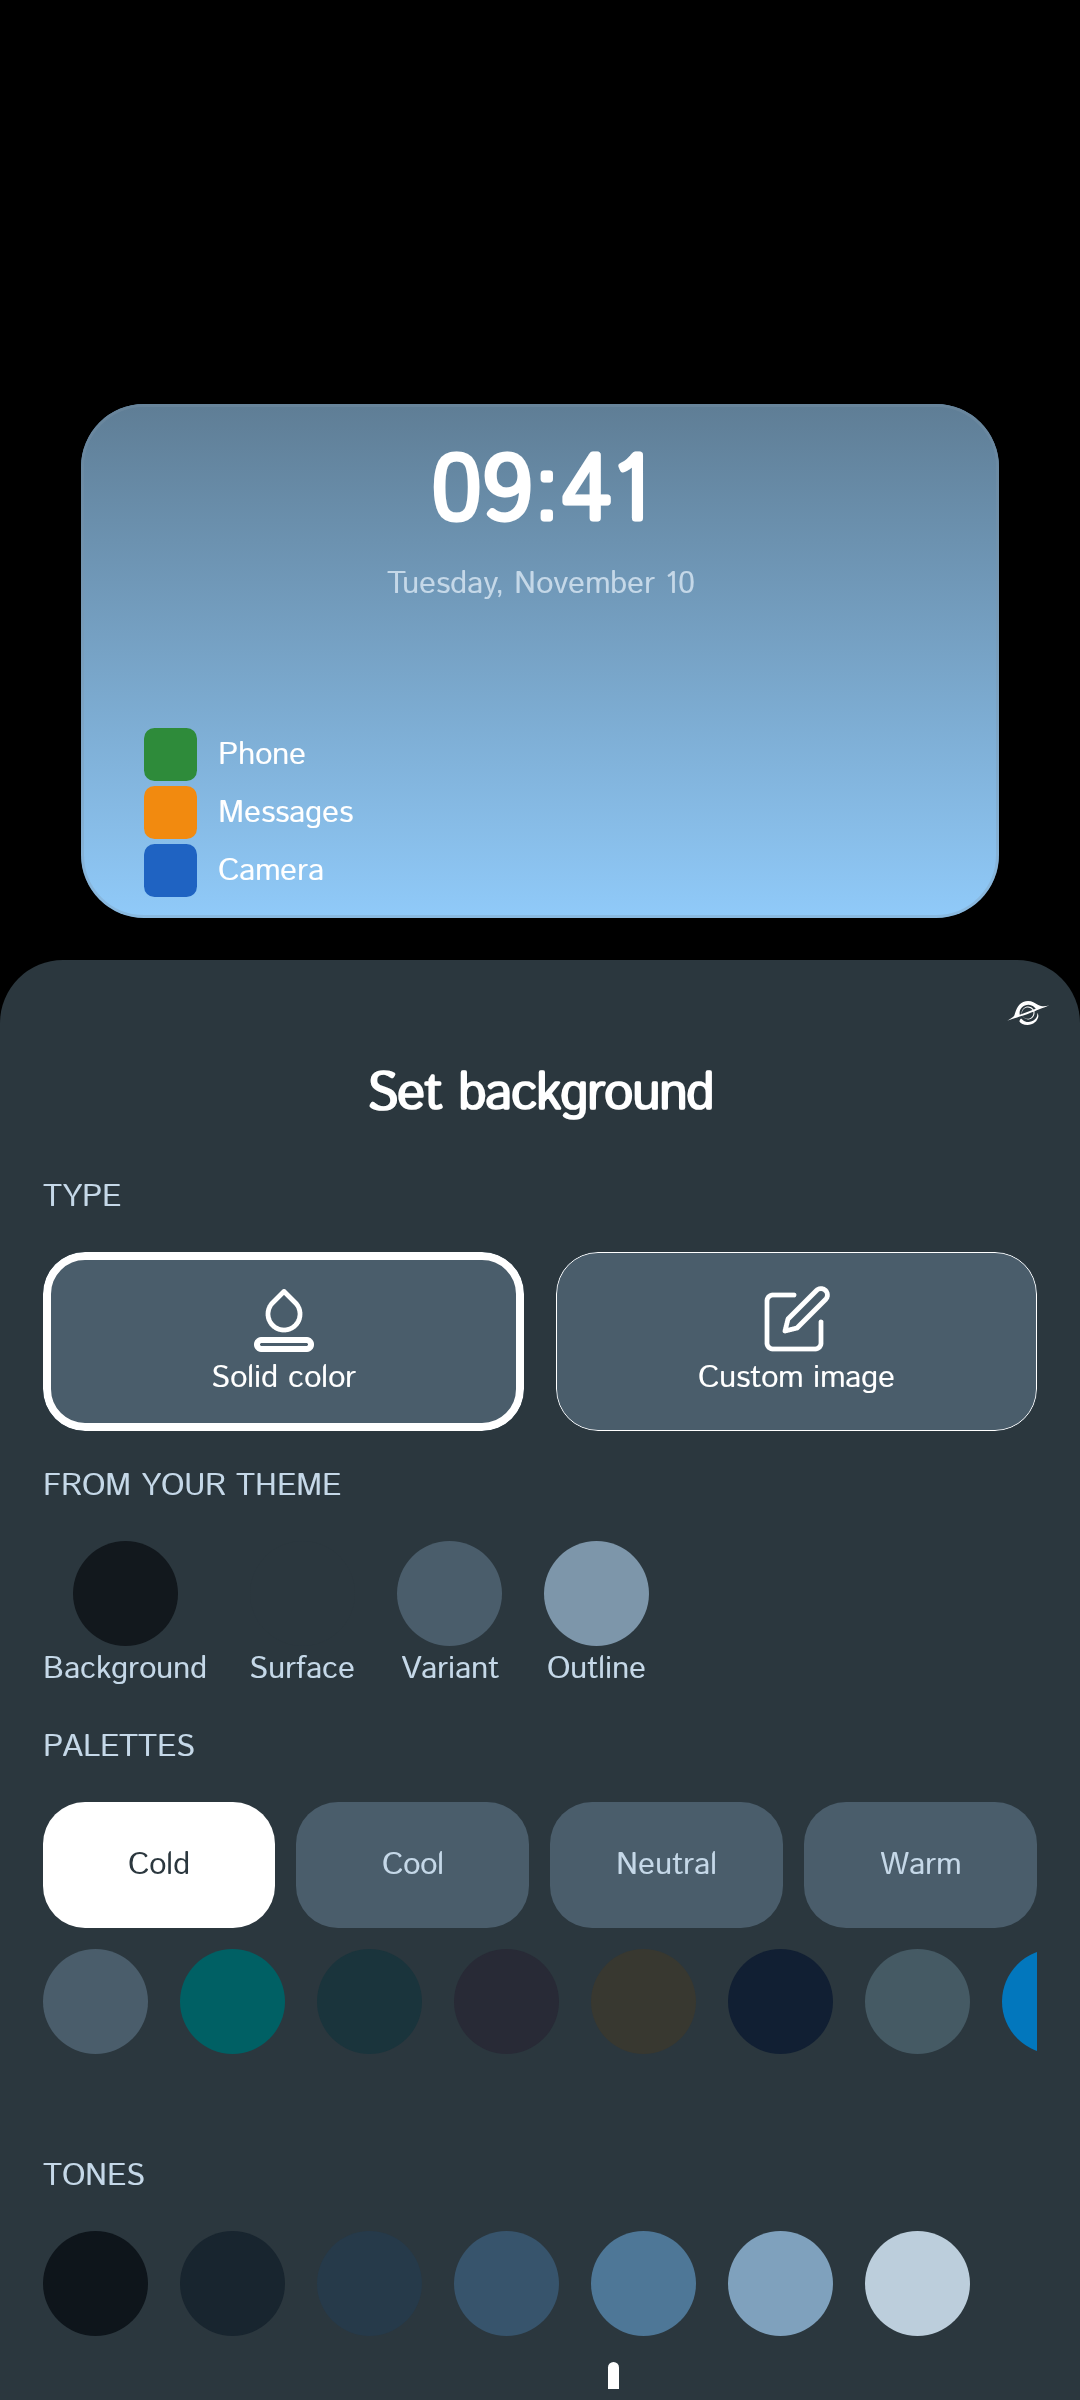 09:41
Tuesday, November 10
Phone
Messages
Camera
Set background
TYPE
Solid color
Custom image
FROM YOUR THEME
Background
Surface
Variant
Outline
PALETTES
Cold
Cool
Neutral
Warm
TONES